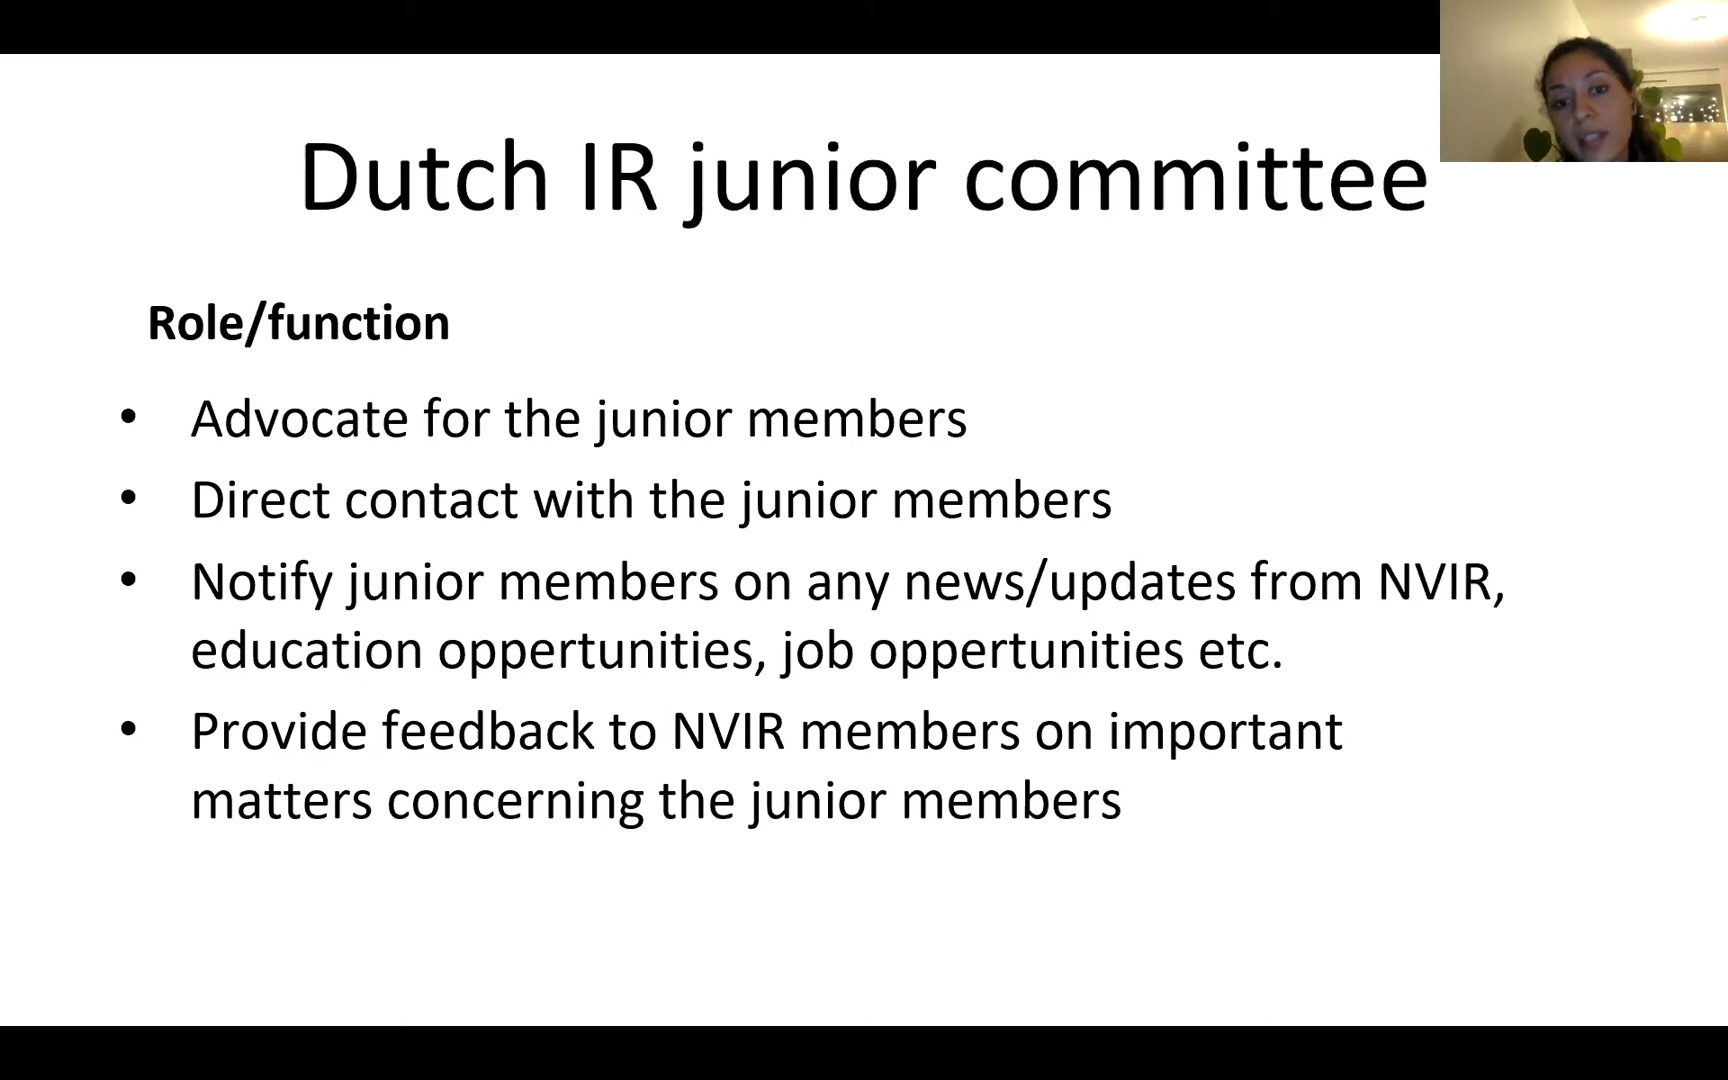 Dutch IR junior committee
Role/function
• Advocate for the junior members
• Direct contact with the junior members
• Notify junior members on any news/updates from NVIR,
education oppertunities, job oppertunities etc.
• Provide feedback to NVIR members on important
matters concerning the junior members